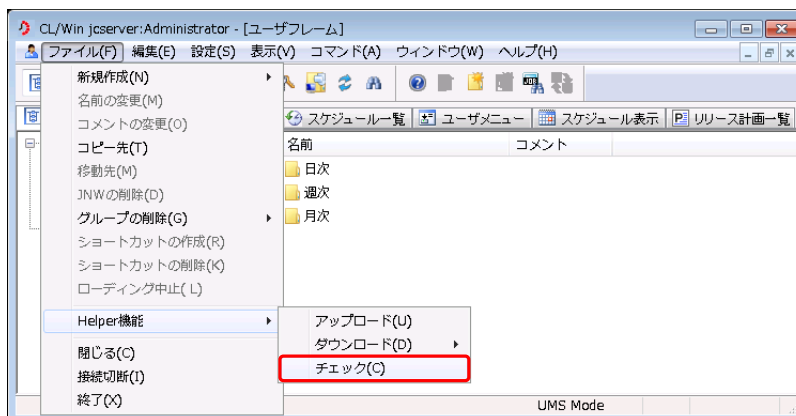 CL/Win jcserver:Administrator - [ユーザフレーム]
ファイル(F) 編集(E) 設定(S) 表示(V) コマンド(A) ウィンドウ(W) ヘルプ(H)
新規作成(N)
名前の変更(M)
コメントの変更(O)
スケジュール一覧 ユーザメニュー スケジュール表示 リリース計画一覧
コピー先(T)
名前 コメント
移動先(M)
日次
JNWの削除(D)
週次
グループの削除(G)
月次
ショートカットの作成(R)
ショートカットの削除(K)
ローディング中止( L)
Helper機能
アップロード(U)
ダウンロード(D)
チェック(C)
閉じる(C)
接続切断(I)
終了(X)
UMS Mode